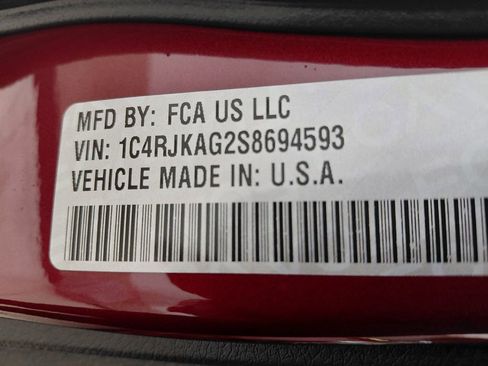 MFD BY: FCA US LLC
VIN: 1C4RJKAG2S8694593
VEHICLE MADE IN: U.S.A.